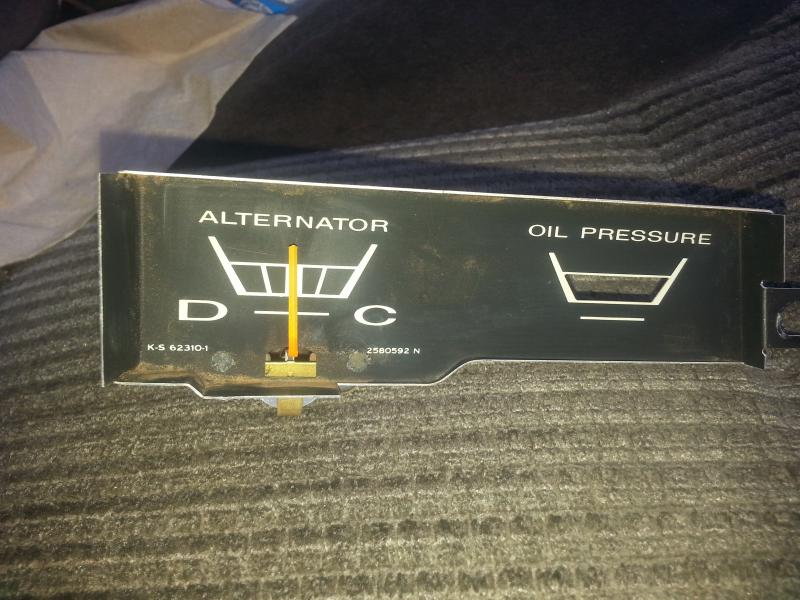 ALTERNATOR
OIL PRESSURE
D C
K-S 62310-1
2580592 N